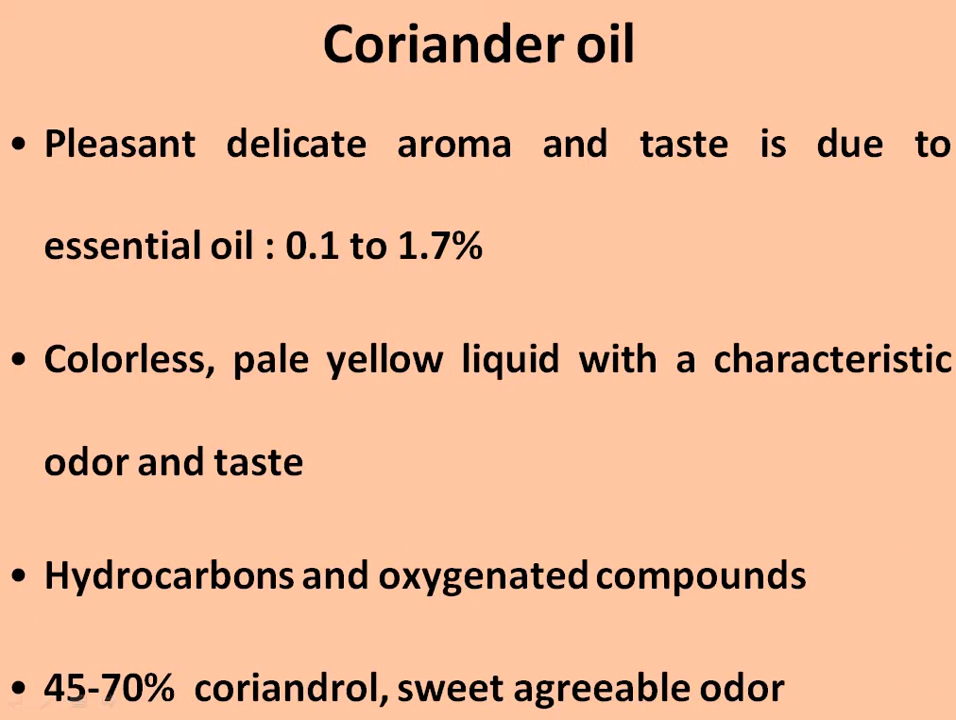 Coriander oil
• Pleasant delicate aroma and taste is due to
essential oil : 0.1 to 1.7%
• Colorless, pale yellow liquid with a characteristic
odor and taste
• Hydrocarbons and oxygenated compounds
• 45-70%  coriandrol, sweet agreeable odor